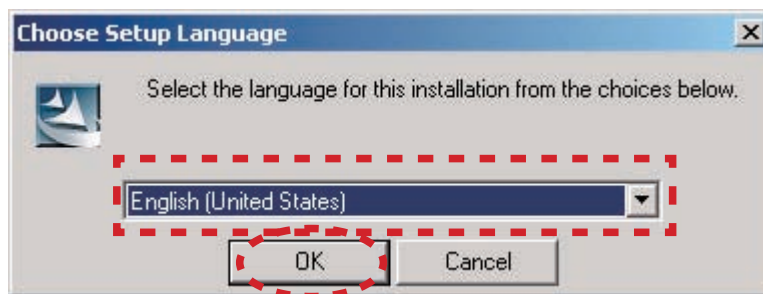 Choose Setup Language
Select the language for this installation from the choices below.
English (United States)
OK Cancel